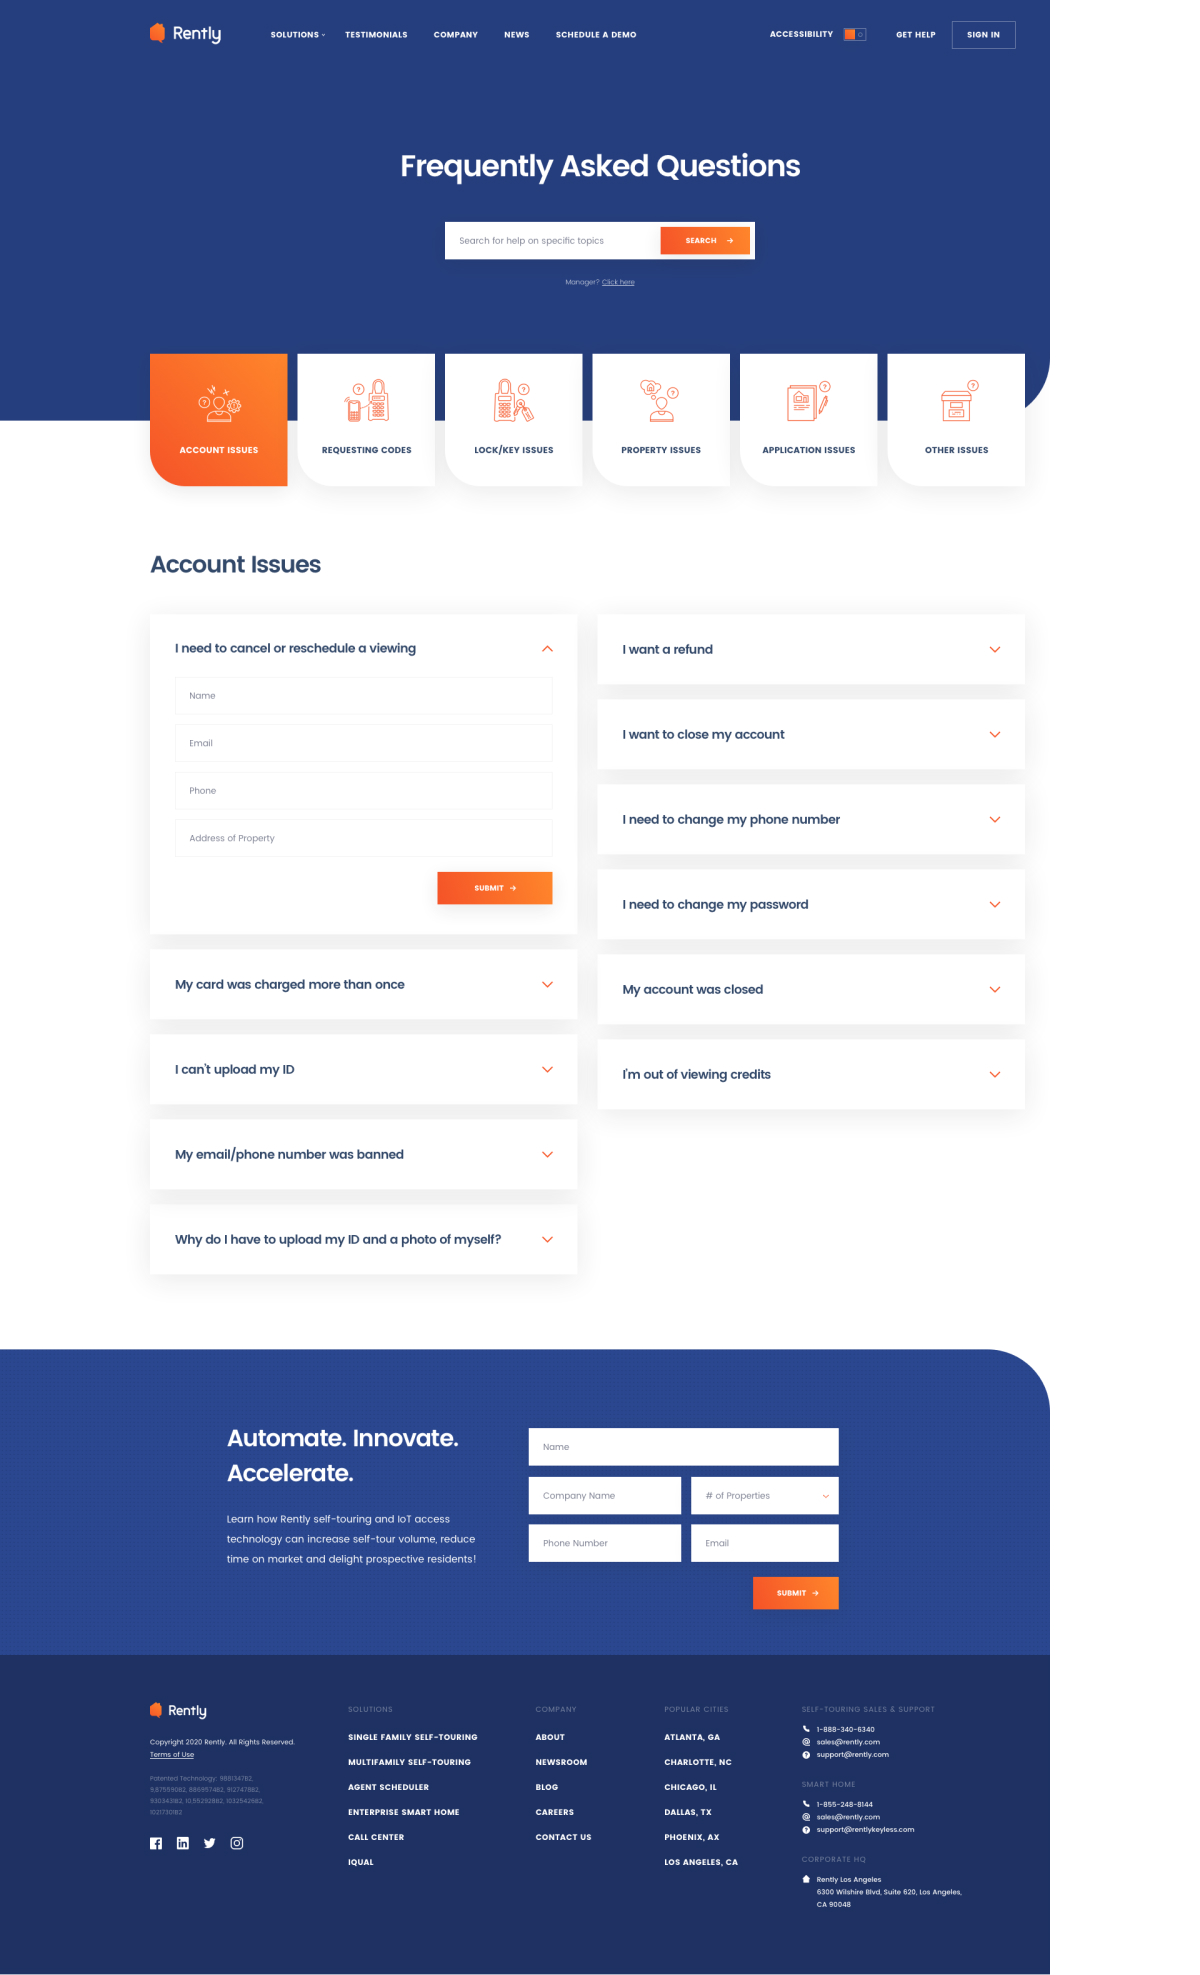 Rently
SOLUTIONS
TESTIMONIALS
COMPANY
NEWS
SCHEDULE A DEMO
ACCESSIBILITY
GET HELP
SIGN IN
Frequently Asked Questions
Search for help on specific topics
SEARCH
Manager? Click here
ACCOUNT ISSUES
REQUESTING CODES
LOCK/KEY ISSUES
PROPERTY ISSUES
APPLICATION ISSUES
OTHER ISSUES
Account Issues
I need to cancel or reschedule a viewing
Name
Email
Phone
Address of Property
SUBMIT
My card was charged more than once
I can't upload my ID
My email/phone number was banned
Why do I have to upload my ID and a photo of myself?
I want a refund
I want to close my account
I need to change my phone number
I need to change my password
My account was closed
I'm out of viewing credits
Automate. Innovate.
Accelerate.
Learn how Rently self-touring and IoT access
technology can increase self-tour volume, reduce
time on market and delight prospective residents!
Name
Company Name
# of Properties
Phone Number
Email
SUBMIT
Rently
Copyright 2020 Rently. All Rights Reserved.
Terms of Use
Patented Technology: 9881347B2,
9,875590B2, 8869574B2, 9127478B2,
930343182, 10,55292882, 1032542982,
1021730182
SOLUTIONS
SINGLE FAMILY SELF-TOURING
MULTIFAMILY SELF-TOURING
AGENT SCHEDULER
ENTERPRISE SMART HOME
CALL CENTER
IQUAL
COMPANY
ABOUT
NEWSROOM
BLOG
CAREERS
CONTACT US
POPULAR CITIES
ATLANTA, GA
CHARLOTTE, NC
CHICAGO, IL
DALLAS, TX
PHOENIX, AX
LOS ANGELES, CA
SELF-TOURING SALES & SUPPORT
1-888-340-6340
sales@rently.com
support@rently.com
SMART HOME
1-855-248-8144
sales@rently.com
support@rentlykeyless.com
CORPORATE HQ
Rently Los Angeles
6300 Wilshire Blvd, Suite 620, Los Angeles,
CA 90048